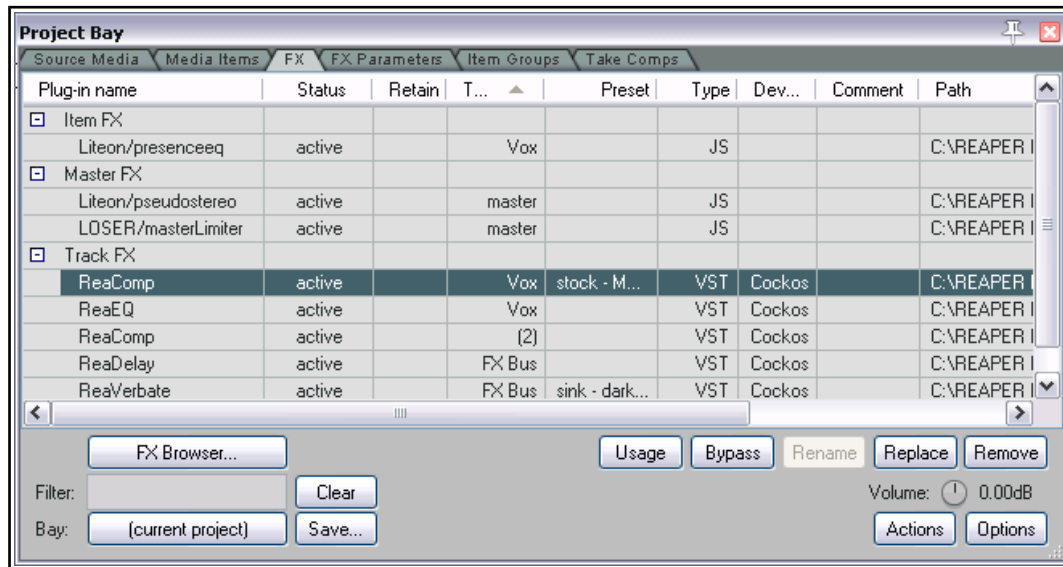 Project Bay
Source Media Media Items FX FX Parameters Item Groups Take Comps
Plug-in name Status Retain T... Preset Type Dev... Comment Path
Item FX
Liteon/presenceeq active Vox JS C:\REAPER
Master FX
Liteon/pseudostereo active master JS C:\REAPER
LOSER/masterLimiter active master JS C:\REAPER
Track FX
ReaComp active Vox stock - M... VST Cockos C:\REAPER
ReaEQ active Vox VST Cockos C:\REAPER
ReaComp active (2) VST Cockos C:\REAPER
ReaDelay active FX Bus VST Cockos C:\REAPER
ReaVerbate active FX Bus sink - dark... VST Cockos C:\REAPER
FX Browser... Usage Bypass Rename Replace Remove
Filter: Clear Volume: 0.00dB
Bay: (current project) Save... Actions Options